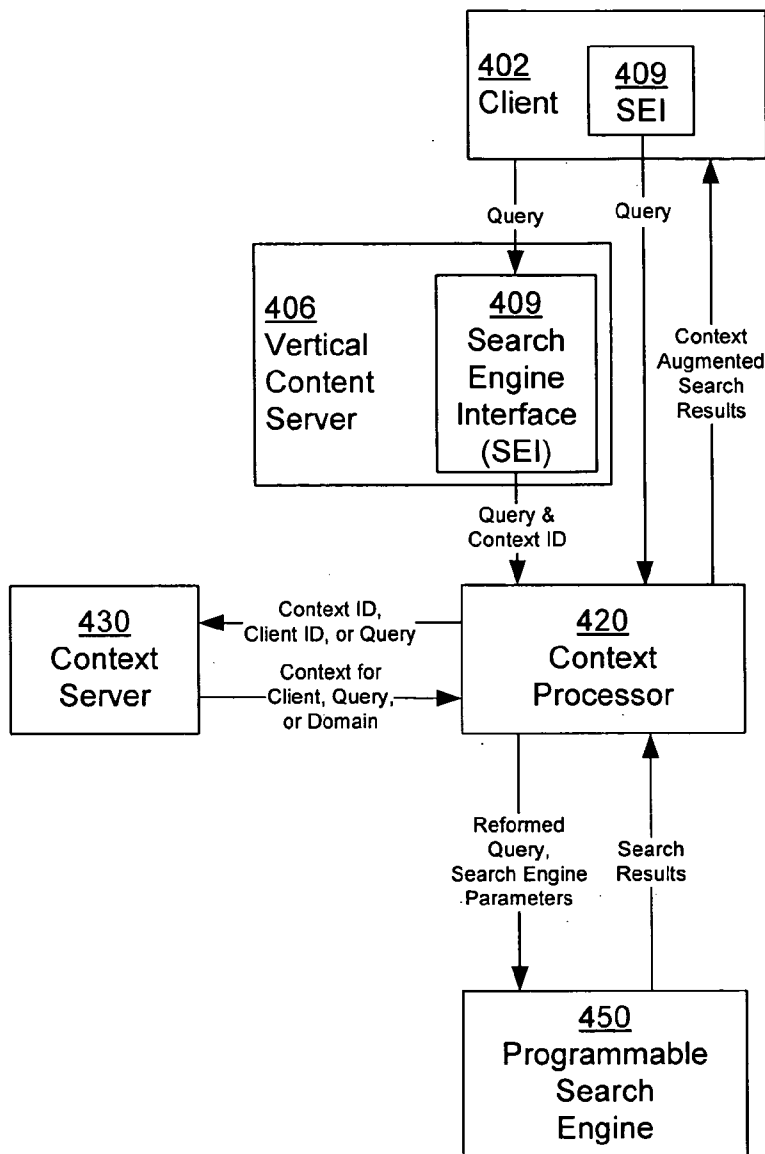 402
Client
409
SEI
Query
Query
406
Vertical
Content
Server
409
Search
Engine
Interface
(SEI)
Context
Augmented
Search
Results
Query &
Context ID
430
Context
Server
Context ID,
Client ID, or Query
Context for
Client, Query,
or Domain
420
Context
Processor
Reformed
Query,
Search Engine
Parameters
Search
Results
450
Programmable
Search
Engine